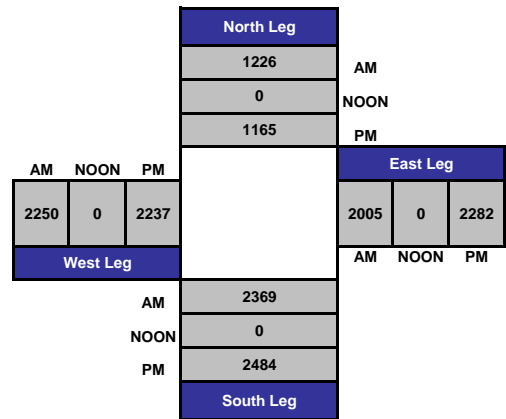 North Leg
1226 AM
0 NOON
1165 PM
AM NOON PM East Leg
2250 0 2237 2005 0 2282
West Leg AM NOON PM
AM 2369
NOON 0
PM 2484
South Leg